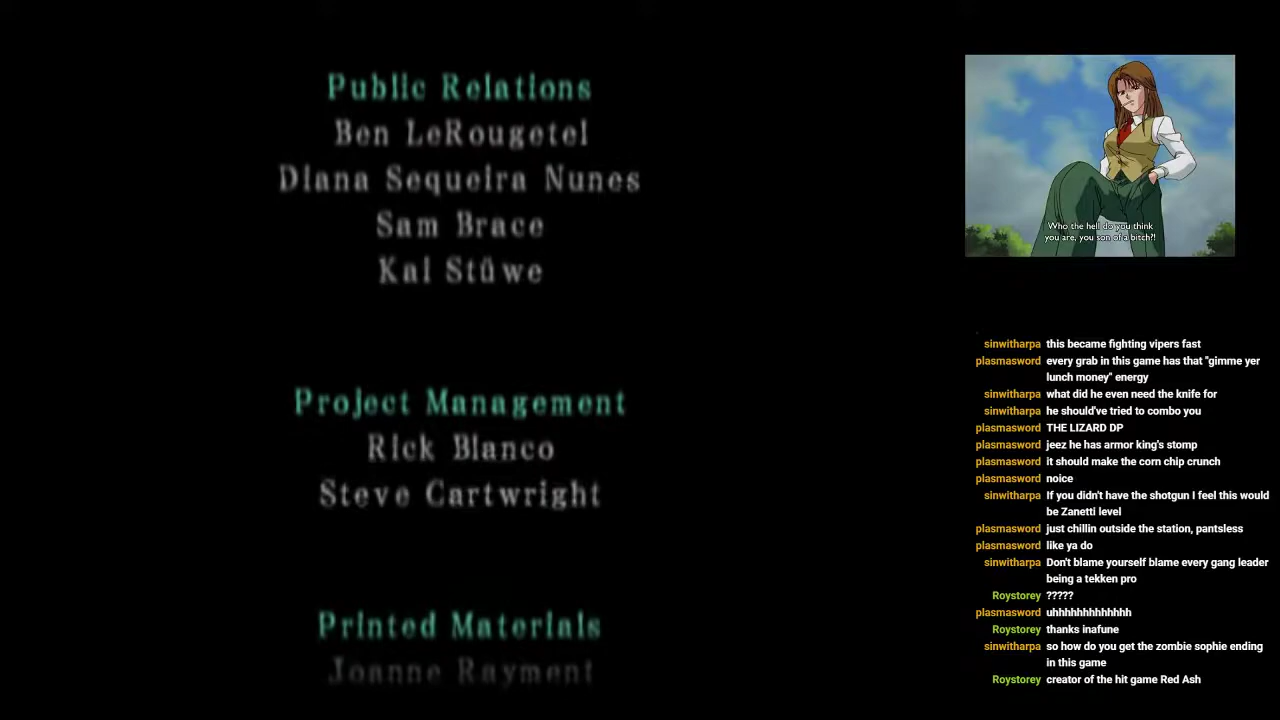 Public Relations
Ben LeRougetel
Diana Sequeira Nunes
Sam Brace
Kai Stüwe
Project Management
Rick Blanco
Steve Cartwright
Printed Materials
Joanne Rayment
Who the hell do you think
you are, you son of a bitch?!
sinwitharpa this became fighting vipers fast
plasmasword every grab in this game has that "gimme yer
lunch money" energy
sinwitharpa what did he even need the knife for
sinwitharpa he should've tried to combo you
plasmasword THE LIZARD DP
plasmasword jeez he has armor king's stomp
plasmasword it should make the corn chip crunch
plasmasword noice
sinwitharpa If you didn't have the shotgun I feel this would
be Zanetti level
plasmasword just chillin outside the station, pantsless
plasmasword like ya do
sinwitharpa Don't blame yourself blame every gang leader
being a tekken pro
Roystorey ?????
plasmasword uhhhhhhhhhhhh
Roystorey thanks inafune
sinwitharpa so how do you get the zombie sophie ending
in this game
Roystorey creator of the hit game Red Ash